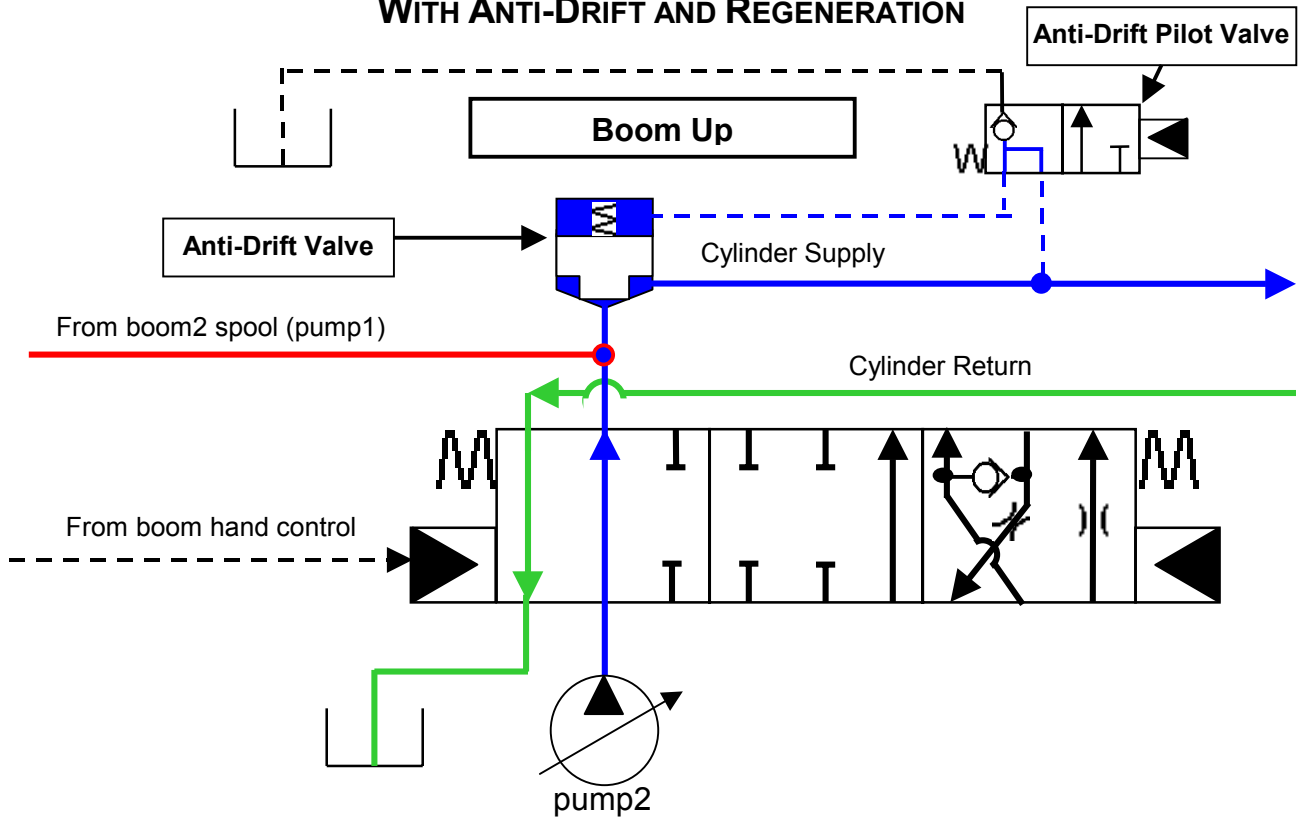 WITH ANTI-DRIFT AND REGENERATION
Anti-Drift Pilot Valve
Boom Up
Anti-Drift Valve
Cylinder Supply
From boom2 spool (pump1)
Cylinder Return
From boom hand control
pump2